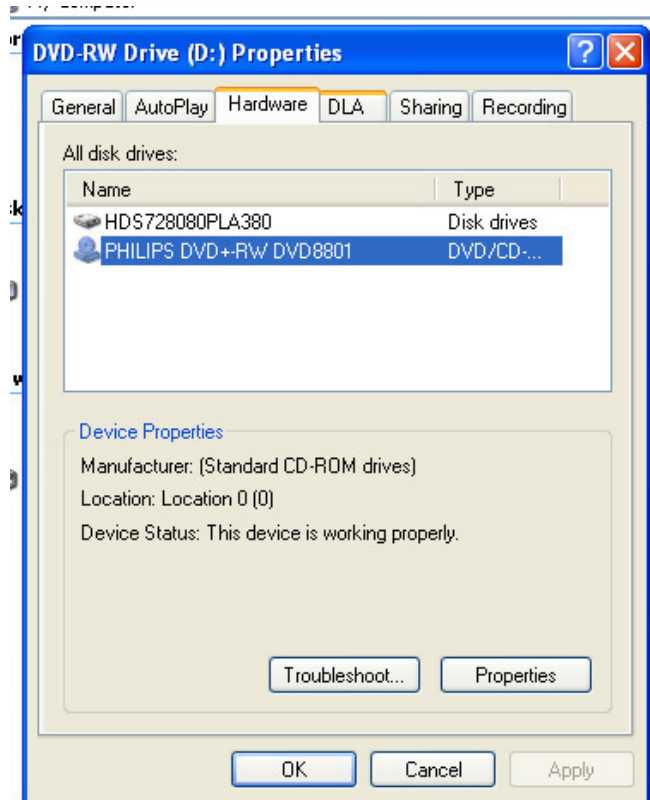 My Computer
DVD-RW Drive (D:) Properties
General AutoPlay Hardware DLA Sharing Recording
All disk drives:
Name Type
HDS728080PLA380 Disk drives
PHILIPS DVD+-RW DVD8801 DVD/CD-...
Device Properties
Manufacturer: (Standard CD-ROM drives)
Location: Location 0 (0)
Device Status: This device is working properly.
Troubleshoot... Properties
OK Cancel Apply